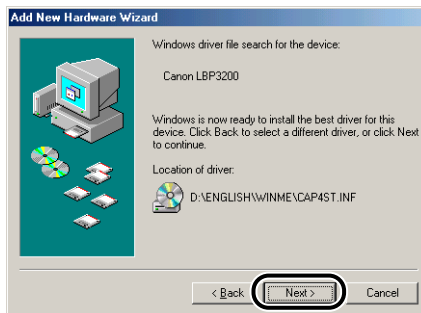 Add New Hardware Wizard
Windows driver file search for the device:
Canon LBP3200
Windows is now ready to install the best driver for this
device. Click Back to select a different driver, or click Next
to continue.
Location of driver:
D:\ENGLISH\WINME\CAP4ST.INF
< Back
Next >
Cancel